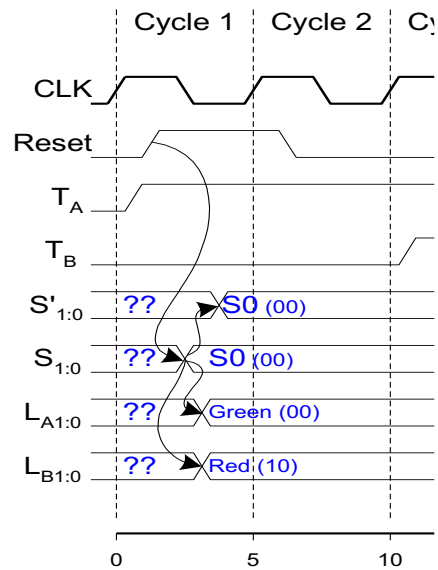 Cycle 1 Cycle 2 Cy
CLK
Reset
T_A
T_B
S'_1:0 ?? S0 (00)
S_1:0 ?? S0 (00)
L_A1:0 ?? Green (00)
L_B1:0 ?? Red (10)
0 5 10